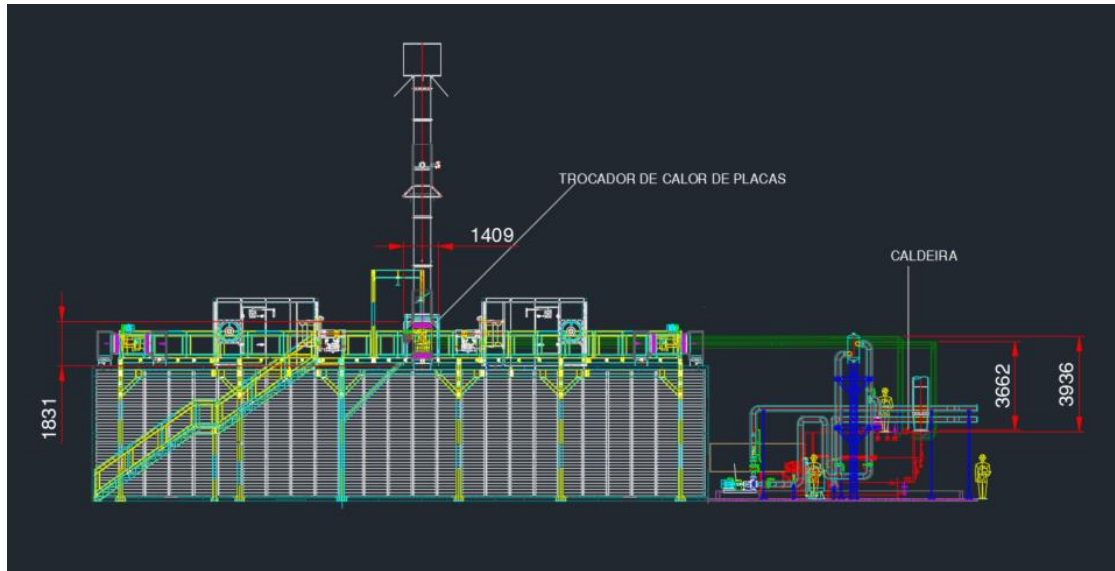 TROCADOR DE CALOR DE PLACAS
1409
CALDEIRA
1831
3662
3936